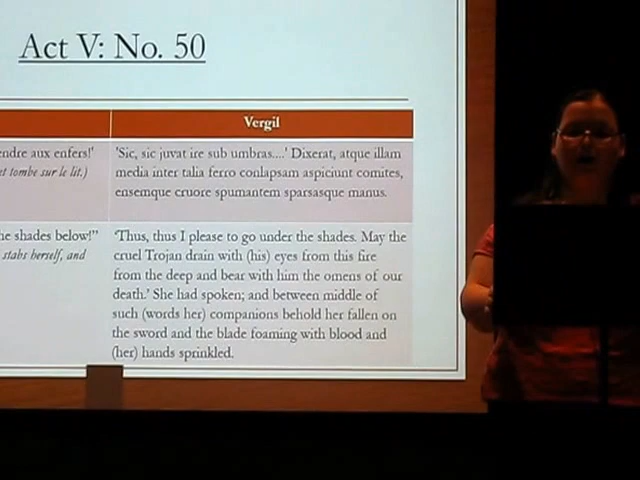 Act V: No. 50
Vergil
endre aux enfers!'
et tombe sur le lit.)
'Sic, sic juvat ire sub umbras....' Dixerat, atque illam
media inter talia ferro conlapsam aspiciunt comites,
ensemque cruore spumantem sparsasque manus.
he shades below!"
stabs herself, and
'Thus, thus I please to go under the shades. May the
cruel Trojan drain with (his) eyes from this fire
from the deep and bear with him the omens of our
death.' She had spoken; and between middle of
such (words her) companions behold her fallen on
the sword and the blade foaming with blood and
(her) hands sprinkled.